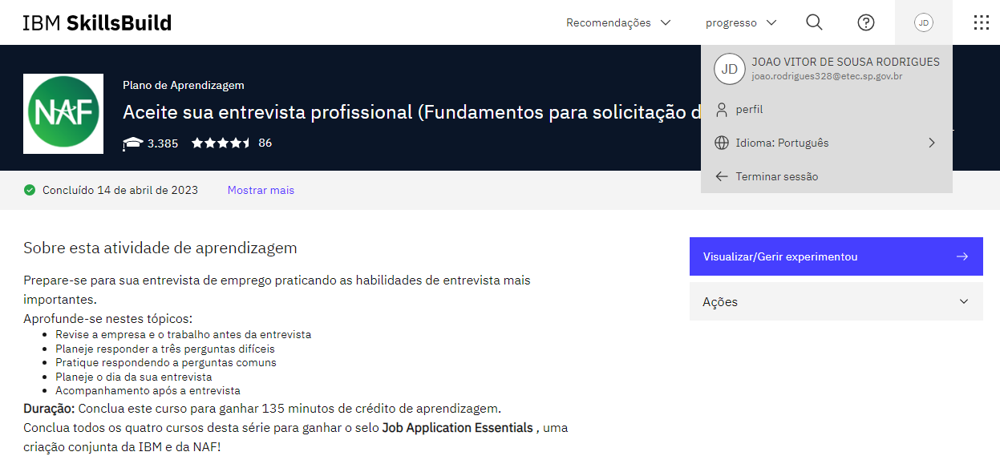 IBM SkillsBuild
Recomendações
progresso
JD
JD
JOAO VITOR DE SOUSA RODRIGUES
joao.rodrigues328@etec.sp.gov.br
perfil
Idioma: Português
Terminar sessão
NAF
Plano de Aprendizagem
Aceite sua entrevista profissional (Fundamentos para solicitação d
3.385
86
Concluído 14 de abril de 2023
Mostrar mais
Sobre esta atividade de aprendizagem
Prepare-se para sua entrevista de emprego praticando as habilidades de entrevista mais
importantes.
Aprofunde-se nestes tópicos:
• Revise a empresa e o trabalho antes da entrevista
• Planeje responder a três perguntas difíceis
• Pratique respondendo a perguntas comuns
• Planeje o dia da sua entrevista
• Acompanhamento após a entrevista
Duração: Conclua este curso para ganhar 135 minutos de crédito de aprendizagem.
Conclua todos os quatro cursos desta série para ganhar o selo Job Application Essentials , uma
criação conjunta da IBM e da NAF!
Visualizar/Gerir experimentou
Ações